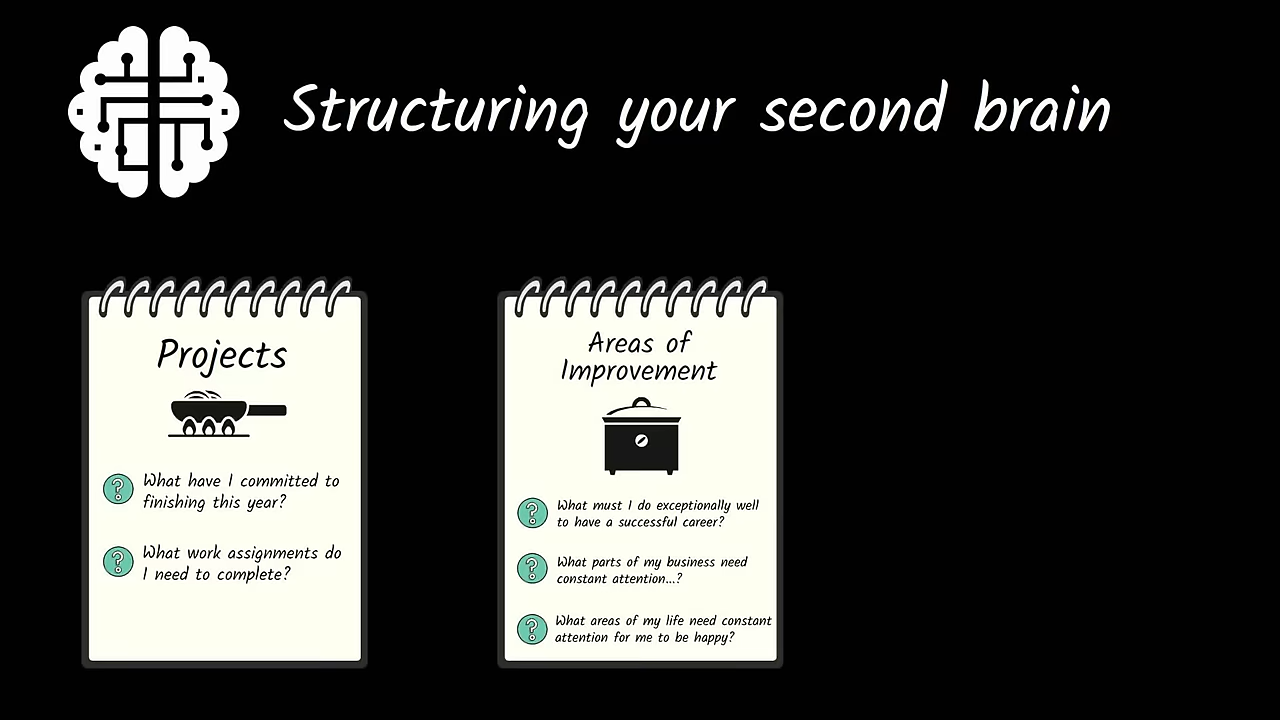 Structuring your second brain
Projects
What have I committed to
finishing this year?
What work assignments do
I need to complete?
Areas of
Improvement
What must I do exceptionally well
to have a successful career?
What parts of my business need
constant attention...?
What areas of my life need constant
attention for me to be happy?